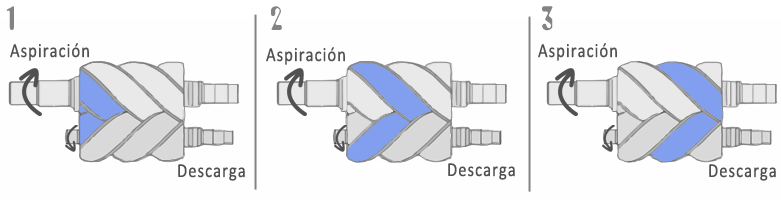 1
Aspiración
Descarga
2
Aspiración
Descarga
3
Aspiración
Descarga